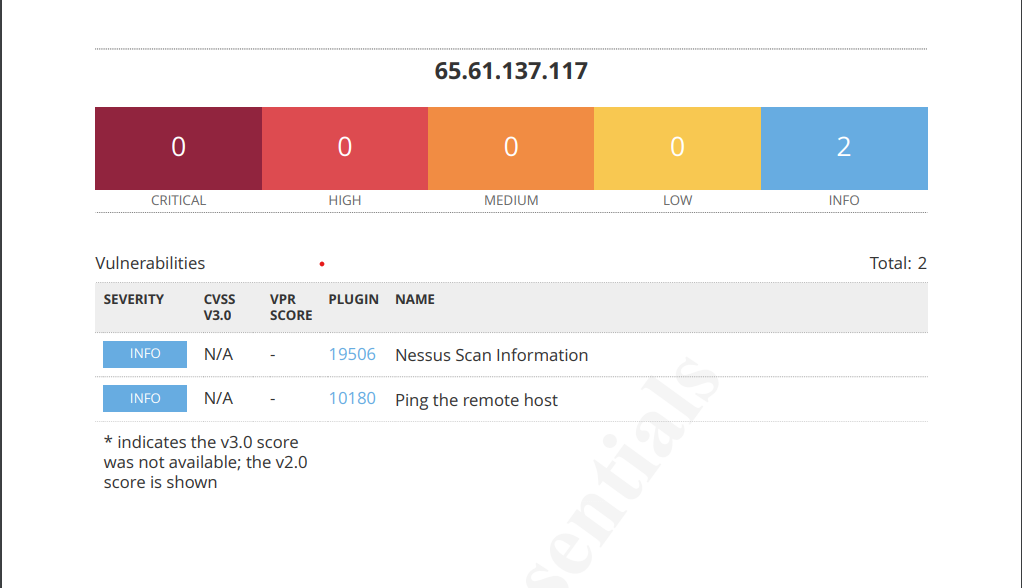 65.61.137.117
0 0 0 0 2
CRITICAL HIGH MEDIUM LOW INFO
Vulnerabilities Total: 2
SEVERITY CVSS V3.0 VPR SCORE PLUGIN NAME
INFO N/A - 19506 Nessus Scan Information
INFO N/A - 10180 Ping the remote host
* indicates the v3.0 score
was not available; the v2.0
score is shown
sentials